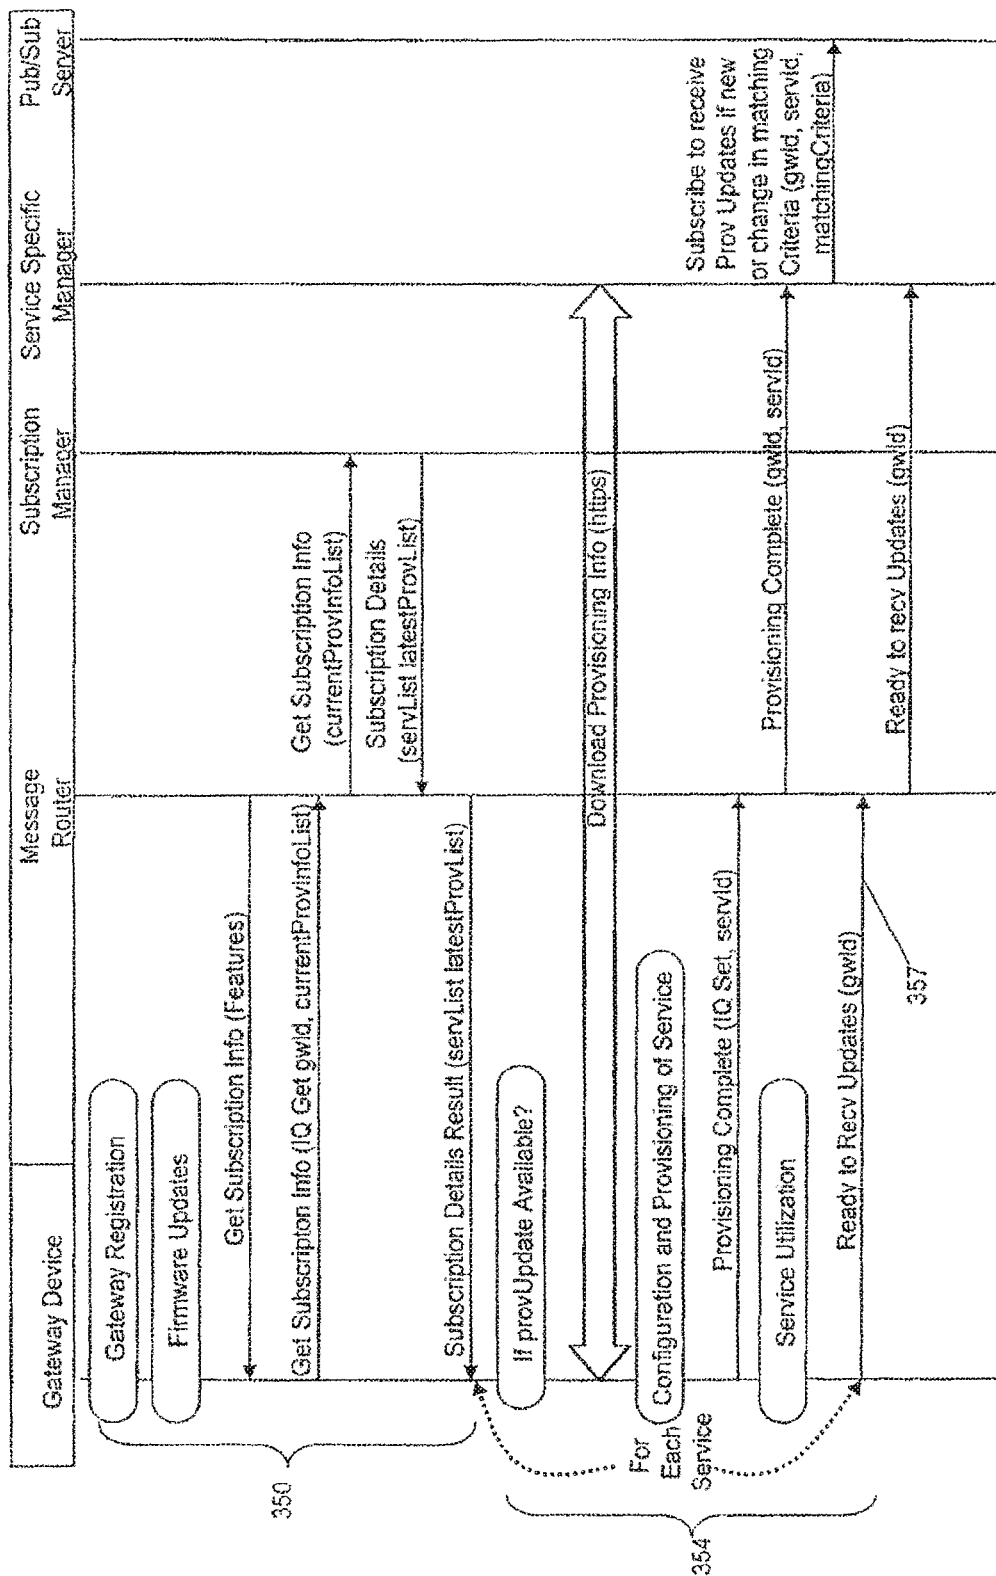 Gateway Device
Message
Router
Subscription
Manager
Service Specific
Manager
Pub/Sub
Server
Gateway Registration
Firmware Updates
Get Subscription Info (Features)
Get Subscripton Info (IQ Get gwId, currentProvInfoList)
Get Subscription Info
(currentProvInfoList)
Subscription Details
(servList latestProvList)
Subscription Details Result (servList latestProvList)
350
If provUpdate Available?
Download Provisioning Info (https)
Configuration and Provisioning of Service
For
Each
Service
Provisioning Complete (IQ Set, servId)
Provisioning Complete (gwId, servId)
Subscribe to receive
Prov Updates if new
or change in matching
Criteria (gwId, servId,
matchingCriteria)
Service Utilization
Ready to Recv Updates (gwId)
Ready to recv Updates (gwId)
354
357